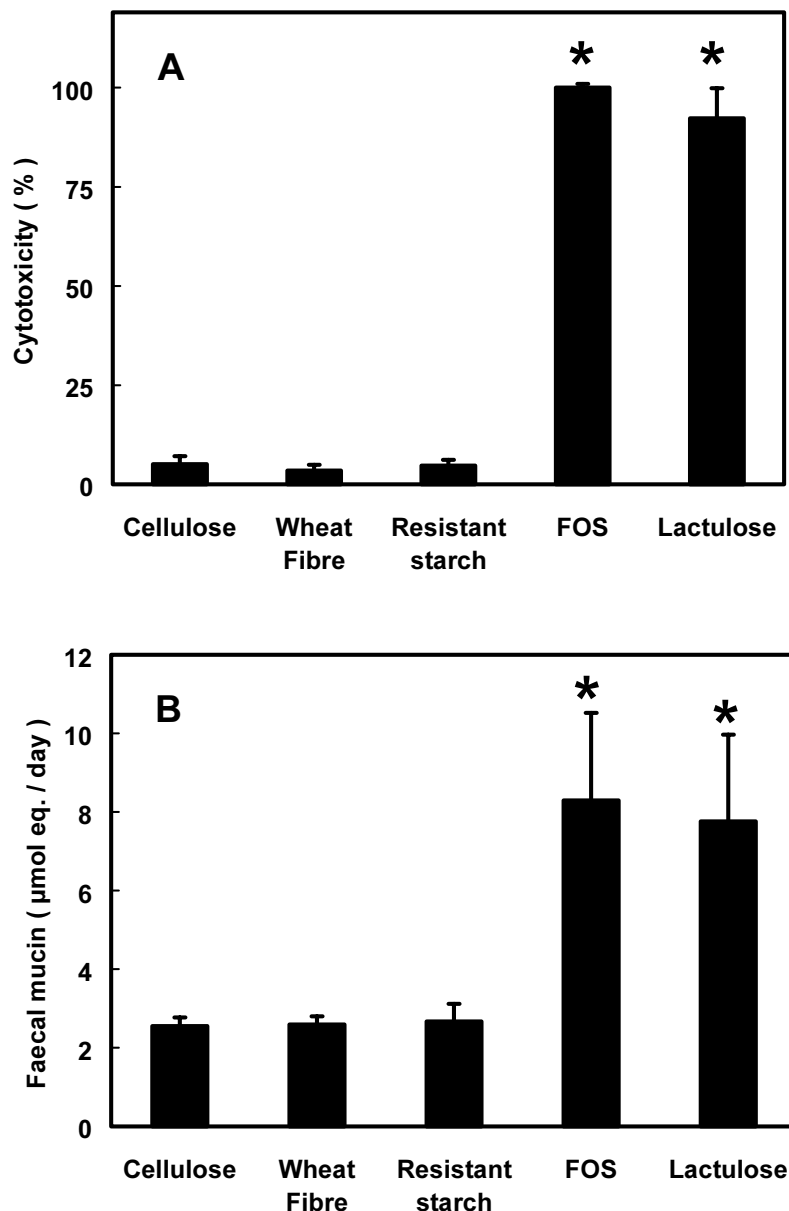 A
*
*
Cytotoxicity ( % )
100
75
50
25
0
Cellulose
Wheat
Fibre
Resistant
starch
FOS
Lactulose
B
*
*
Faecal mucin ( µmol eq. / day )
12
10
8
6
4
2
0
Cellulose
Wheat
Fibre
Resistant
starch
FOS
Lactulose